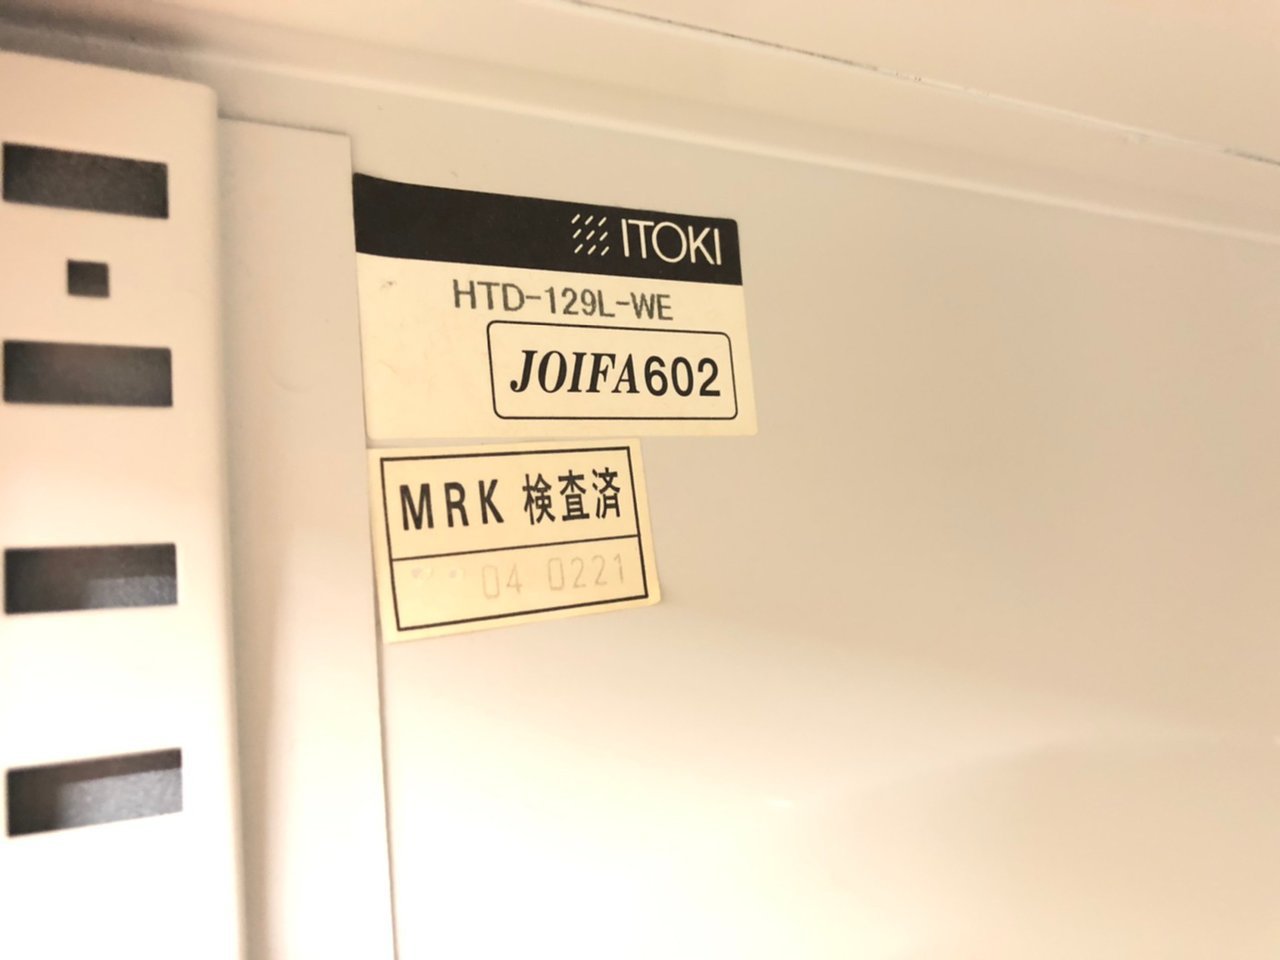 ITOKI
HTD-129L-WE
JOIFA602
MRK 検査済
04 0221